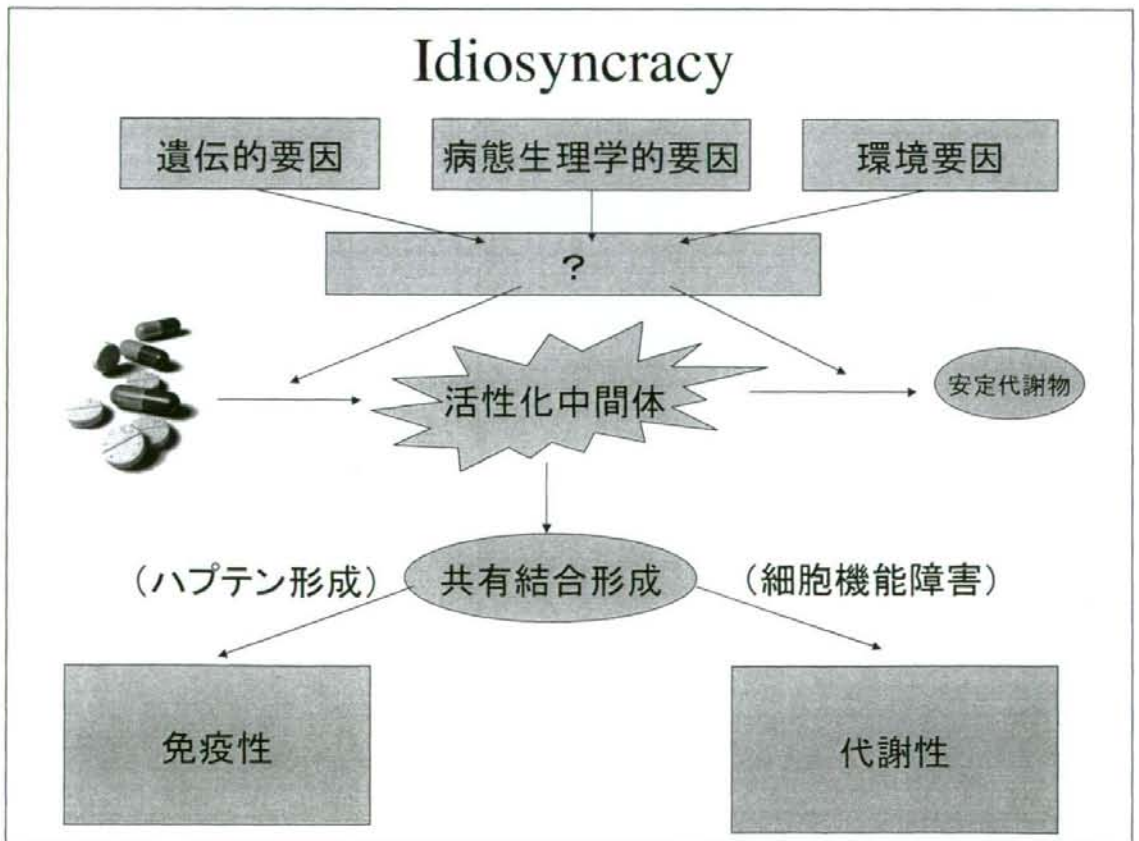 Idiosyncracy
遺伝的要因
病態生理学的要因
環境要因
?
活性化中間体
安定代謝物
(ハプテン形成)
共有結合形成
(細胞機能障害)
免疫性
代謝性